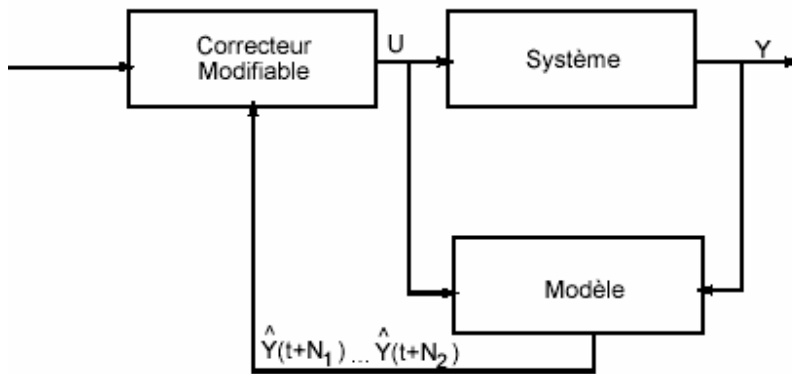 Correcteur
Modifiable
U
Système
Y
Modèle
Ŷ(t+N₁) ... Ŷ(t+N₂)